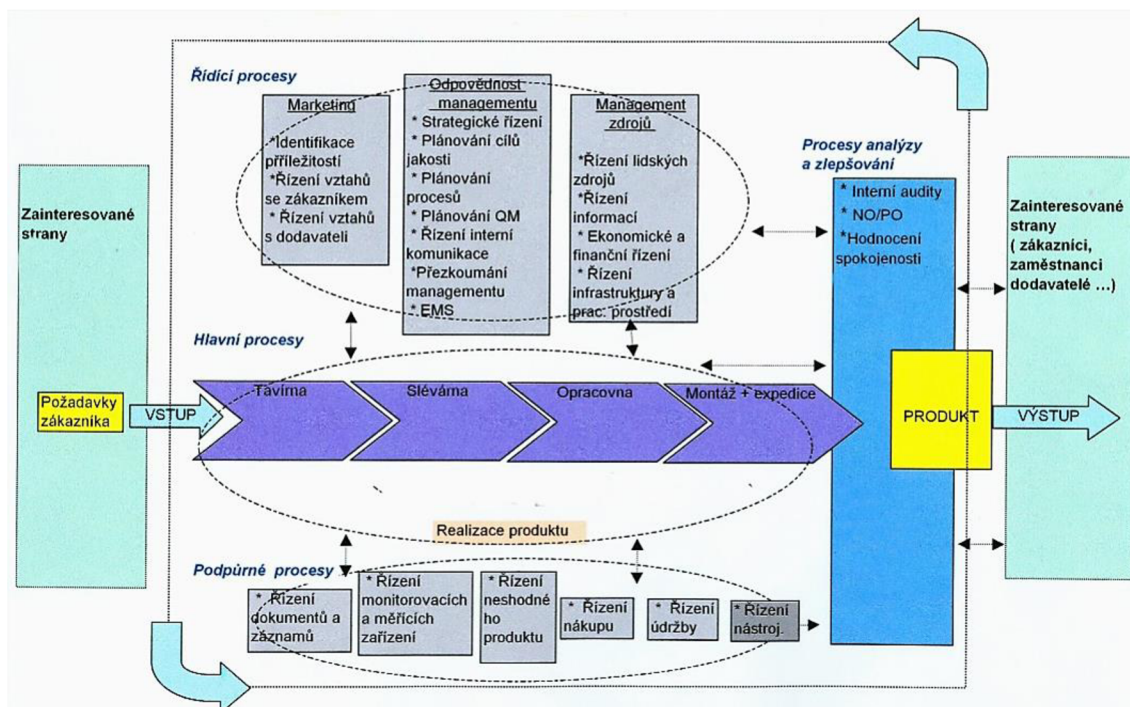 Řídící procesy
Marketing
*Identifikace
příležitostí
*Řízení vztahů
se zákazníkem
* Řízení vztahů
s dodavateli
Odpovědnost
managementu
* Strategické řízení
* Plánování cílů
jakosti
* Plánování
procesů
* Plánování QM
* Řízení interní
komunikace
*Přezkoumání
managementu
* EMS
Management
zdrojů
*Řízení lidských
zdrojů
*Řízení
informací
* Ekonomické a
finanční řízení
* Řízení
infrastruktury a
prac. prostředí
Procesy analýzy
a zlepšování
* Interní audity
* NO/PO
*Hodnocení
spokojenosti
Zainteresované
strany
Zainteresované
strany
( zákazníci,
zaměstnanci
dodavatelé ...)
Hlavní procesy
Požadavky
zákazníka
VSTUP
Tavírna
Slévárna
Opracovna
Montáž + expedice
PRODUKT
VÝSTUP
Realizace produktu
Podpůrné procesy
* Řízení
dokumentů a
záznamů
* Řízení
monitorovacích
a měřících
zařízení
* Řízení
neshodné
ho produktu
* Řízení
nákupu
* Řízení
údržby
* Řízení
nástroj.